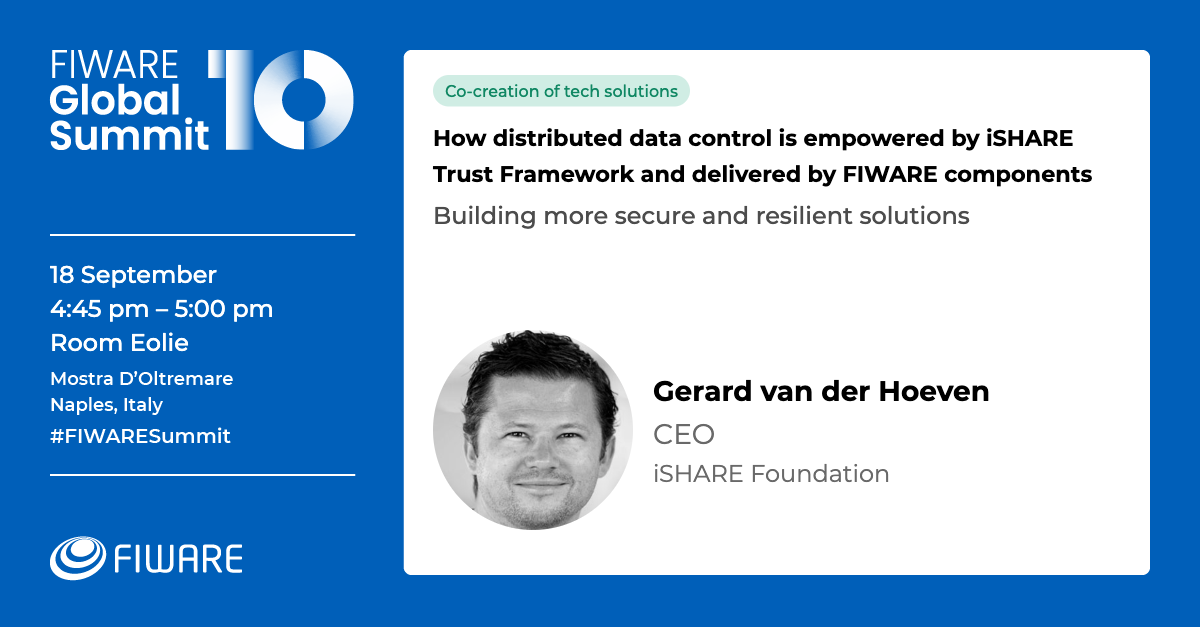 FIWARE
Global
Summit
10
18 September
4:45 pm – 5:00 pm
Room Eolie
Mostra D’Oltremare
Naples, Italy
#FIWARESummit
FIWARE
Co-creation of tech solutions
How distributed data control is empowered by iSHARE
Trust Framework and delivered by FIWARE components
Building more secure and resilient solutions
Gerard van der Hoeven
CEO
iSHARE Foundation